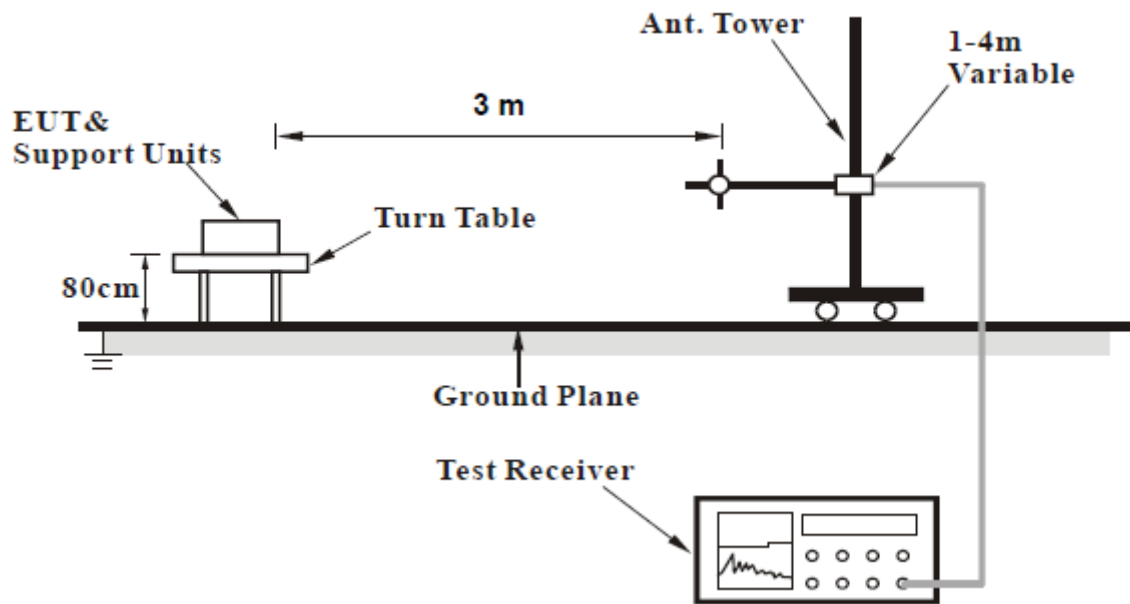 Ant. Tower
1-4m
Variable
3 m
EUT&
Support Units
Turn Table
80cm
Ground Plane
Test Receiver